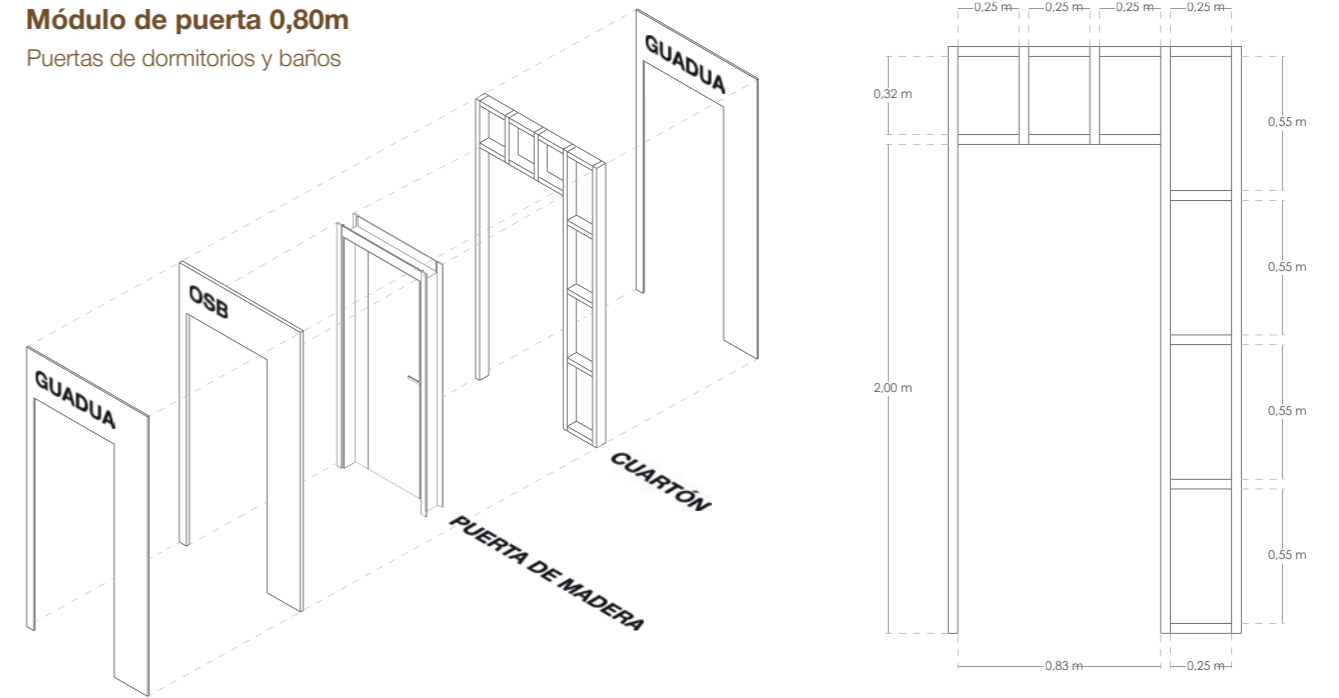 Módulo de puerta 0,80m
Puertas de dormitorios y baños
GUADUA
OSB
PUERTA DE MADERA
CUARTÓN
GUADUA
0,25 m
0,25 m
0,25 m
0,25 m
0,32 m
2,00 m
0,55 m
0,55 m
0,55 m
0,55 m
0,83 m
0,25 m